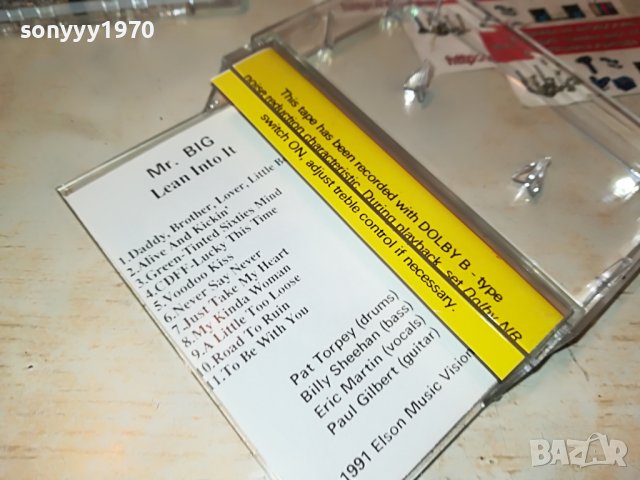 sonyyy1970
Mr. BIG
Lean Into It
1.Daddy, Brother, Lover, Little
2.Alive And Kickin'
3.Green-Tinted Sixties Mind
4.CDFF-Lucky This Time
5.Voodoo Kiss
6.Never Say Never
7.Just Take My Heart
8.My Kinda Woman
9.A Little Too Loose
10.Road To Ruin
11.To Be With You
Pat Torpey (drums)
Billy Sheehan (bass)
Eric Martin (vocals)
Paul Gilbert (guitar)
1991 Elson Music Vision
This tape has been recorded with DOLBY B - type
noise reduction characteristic. During playback, set Dolby NR
switch ON, adjust treble control if necessary.
bazar